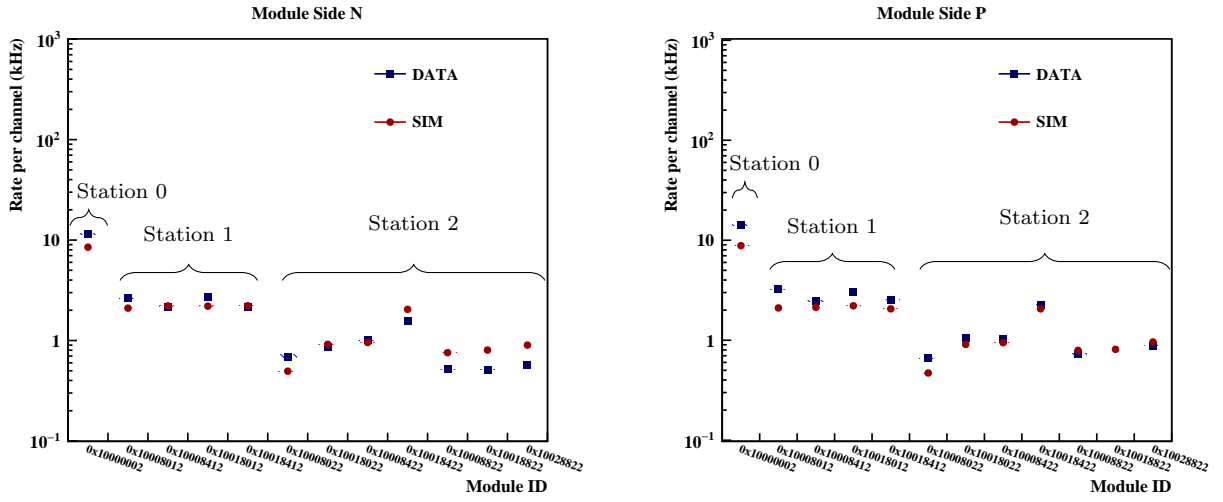 Module Side N
Rate per channel (kHz)
10³
10²
10
1
10⁻¹
DATA
SIM
Station 0
Station 1
Station 2
0x10000002
0x10008012
0x10008412
0x10018012
0x10018412
0x10008022
0x10018022
0x10008422
0x10018422
0x10008822
0x10018822
0x10028822
Module ID
Module Side P
Rate per channel (kHz)
10³
10²
10
1
10⁻¹
DATA
SIM
Station 0
Station 1
Station 2
0x10000002
0x10008012
0x10008412
0x10018012
0x10018412
0x10008022
0x10018022
0x10008422
0x10018422
0x10008822
0x10018822
0x10028822
Module ID